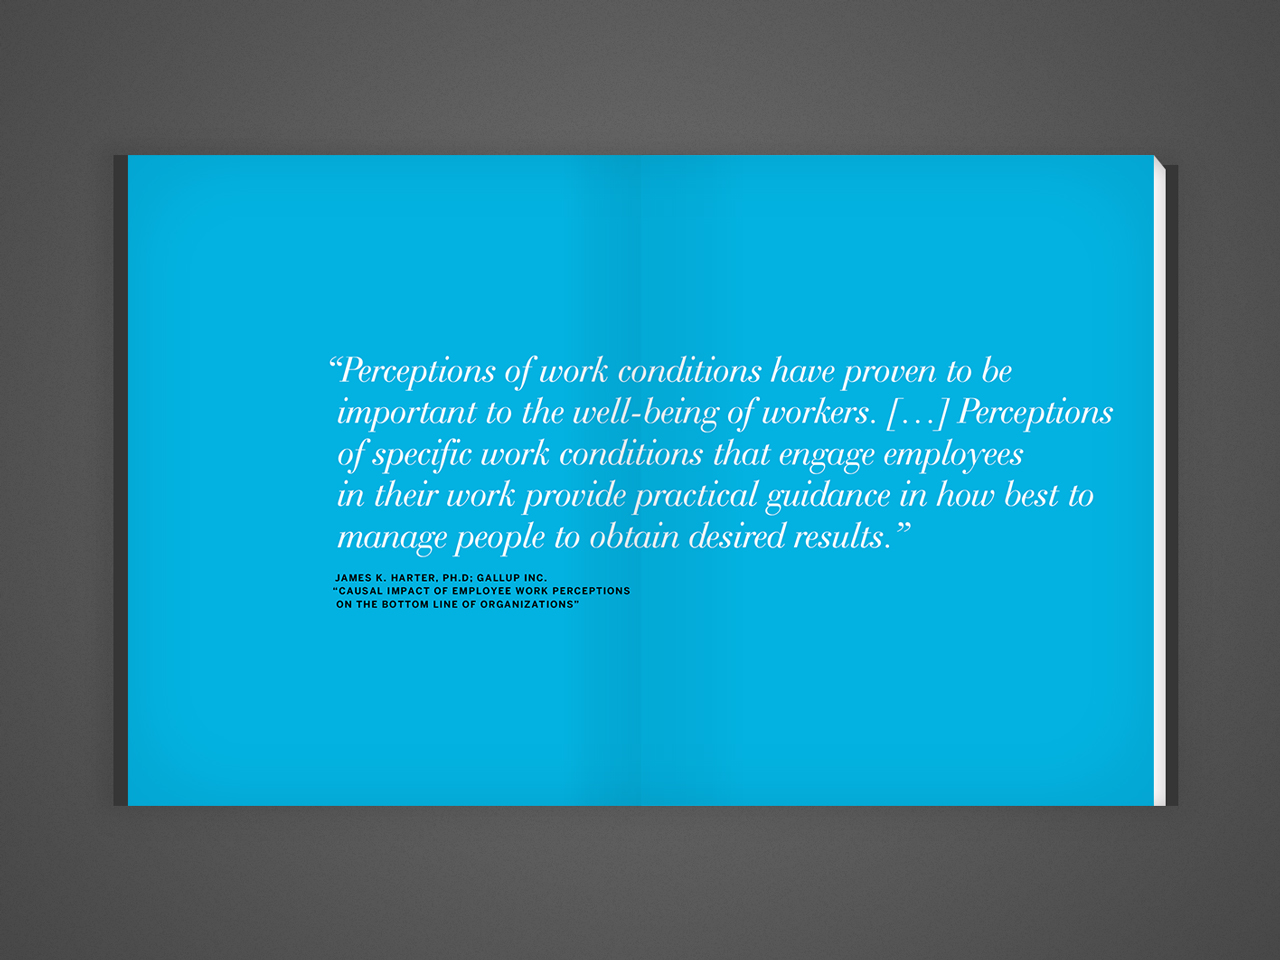 “Perceptions of work conditions have proven to be
important to the well-being of workers. […] Perceptions
of specific work conditions that engage employees
in their work provide practical guidance in how best to
manage people to obtain desired results.”
JAMES K. HARTER, PH.D; GALLUP INC.
“CAUSAL IMPACT OF EMPLOYEE WORK PERCEPTIONS
ON THE BOTTOM LINE OF ORGANIZATIONS”